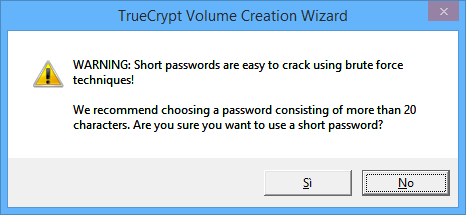 TrueCrypt Volume Creation Wizard
WARNING: Short passwords are easy to crack using brute force
techniques!
We recommend choosing a password consisting of more than 20
characters. Are you sure you want to use a short password?
Sì
No